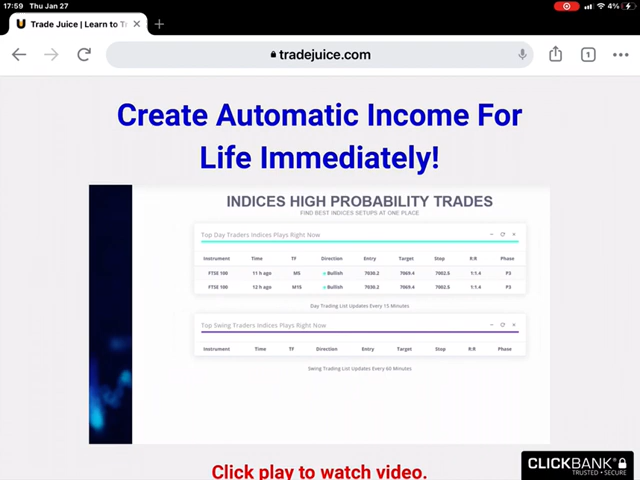 17:59 Thu Jan 27 4%
Trade Juice | Learn to Tr
tradejuice.com 1
Create Automatic Income For
Life Immediately!
INDICES HIGH PROBABILITY TRADES
FIND BEST INDICES SETUPS AT ONE PLACE
Top Day Traders Indices Plays Right Now
Instrument Time TF Direction Entry Target Stop R:R Phase
FTSE 100 11 h ago M5 Bullish 7030.2 7069.4 7002.5 1:1.4 P3
FTSE 100 12 h ago M15 Bullish 7030.2 7069.4 7002.5 1:1.4 P3
Day Trading List Updates Every 15 Minutes
Top Swing Traders Indices Plays Right Now
Instrument Time TF Direction Entry Target Stop R:R Phase
Swing Trading List Updates Every 60 Minutes
Click play to watch video.
CLICKBANK
TRUSTED • SECURE